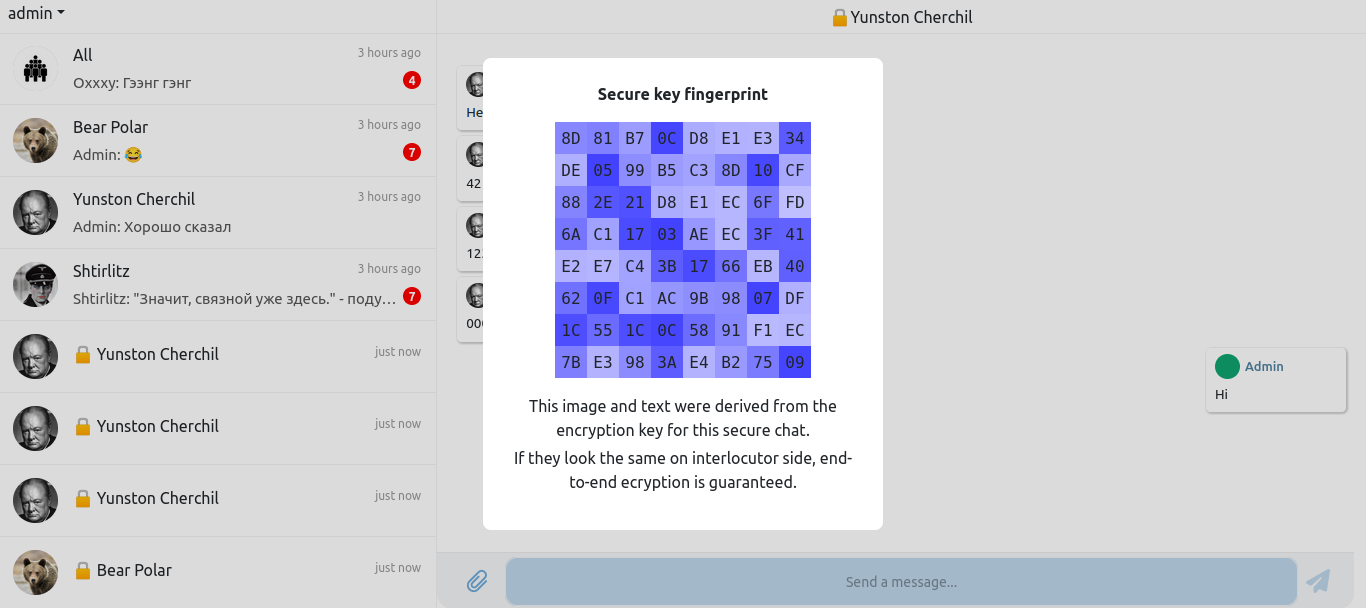 admin
All
3 hours ago
Oxxxy: Гээнг гэнг
4
Bear Polar
3 hours ago
Admin: 😂
7
Yunston Cherchil
3 hours ago
Admin: Хорошо сказал
Shtirlitz
3 hours ago
Shtirlitz: "Значит, связной уже здесь." - поду...
7
🔒 Yunston Cherchil
just now
🔒 Yunston Cherchil
just now
🔒 Yunston Cherchil
just now
🔒 Bear Polar
just now
🔒 Yunston Cherchil
He
42
12
000
Secure key fingerprint
8D 81 B7 0C D8 E1 E3 34
DE 05 99 B5 C3 8D 10 CF
88 2E 21 D8 E1 EC 6F FD
6A C1 17 03 AE EC 3F 41
E2 E7 C4 3B 17 66 EB 40
62 0F C1 AC 9B 98 07 DF
1C 55 1C 0C 58 91 F1 EC
7B E3 98 3A E4 B2 75 09
This image and text were derived from the
encryption key for this secure chat.
If they look the same on interlocutor side, end-
to-end ecryption is guaranteed.
Admin
Hi
Send a message...